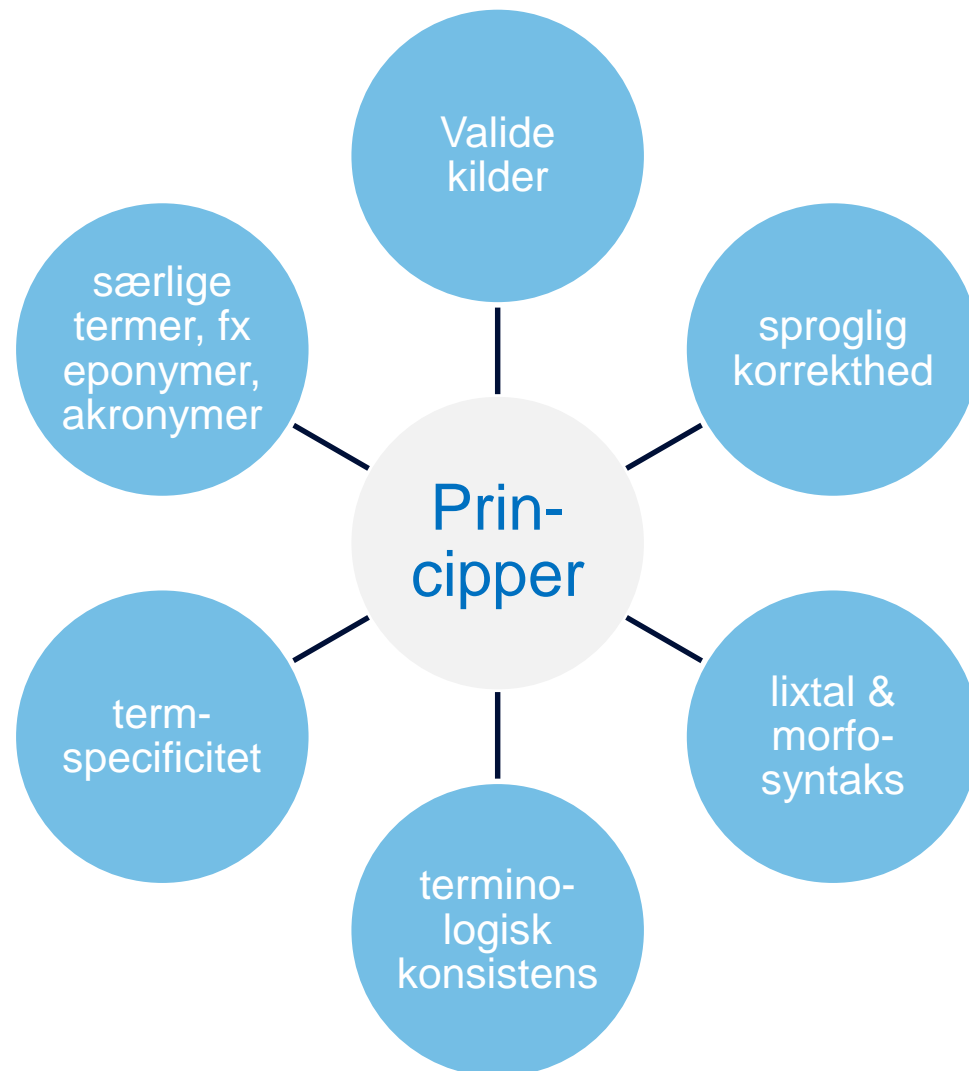 Valide
kilder
særlige
termer, fx
eponymer,
akronymer
sproglig
korrekthed
Prin-
cipper
term-
specificitet
lixtal &
morfo-
syntaks
termino-
logisk
konsistens